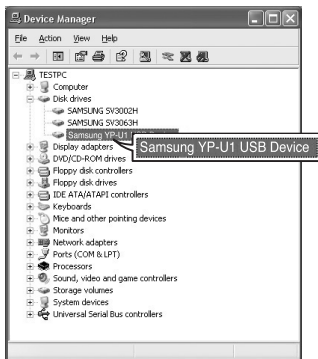 Device Manager
File Action View Help
TESTPC
Computer
Disk drives
SAMSUNG SV3002H
SAMSUNG SV3063H
Samsung YP-U1
Samsung YP-U1 USB Device
Display adapters
DVD/CD-ROM drives
Floppy disk controllers
Floppy disk drives
IDE ATA/ATAPI controllers
Keyboards
Mice and other pointing devices
Monitors
Network adapters
Ports (COM & LPT)
Processors
Sound, video and game controllers
Storage volumes
System devices
Universal Serial Bus controllers